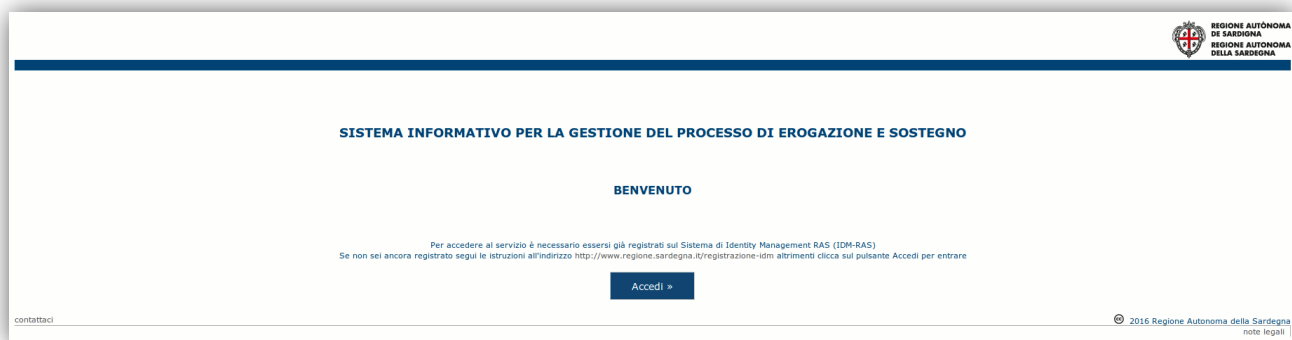 REGIONE AUTÒNOMA
DE SARDIGNA
REGIONE AUTONOMA
DELLA SARDEGNA
SISTEMA INFORMATIVO PER LA GESTIONE DEL PROCESSO DI EROGAZIONE E SOSTEGNO
BENVENUTO
Per accedere al servizio è necessario essersi già registrati sul Sistema di Identity Management RAS (IDM-RAS)
Se non sei ancora registrato segui le istruzioni all'indirizzo http://www.regione.sardegna.it/registrazione-idm altrimenti clicca sul pulsante Accedi per entrare
Accedi »
contattaci
2016 Regione Autonoma della Sardegna
note legali |